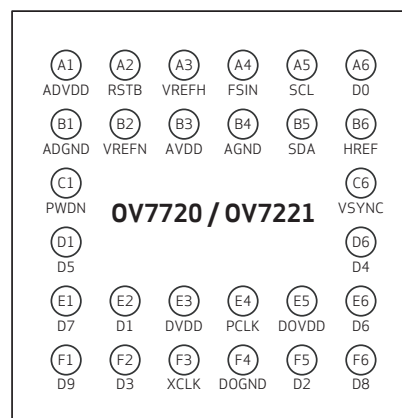 A1 A2 A3 A4 A5 A6
ADVDD RSTB VREFH FSIN SCL D0
B1 B2 B3 B4 B5 B6
ADGND VREFN AVDD AGND SDA HREF
C1 C6
PWDN OV7720 / OV7221 VSYNC
D1 D6
D5 D4
E1 E2 E3 E4 E5 E6
D7 D1 DVDD PCLK DOVDD D6
F1 F2 F3 F4 F5 F6
D9 D3 XCLK DOGND D2 D8